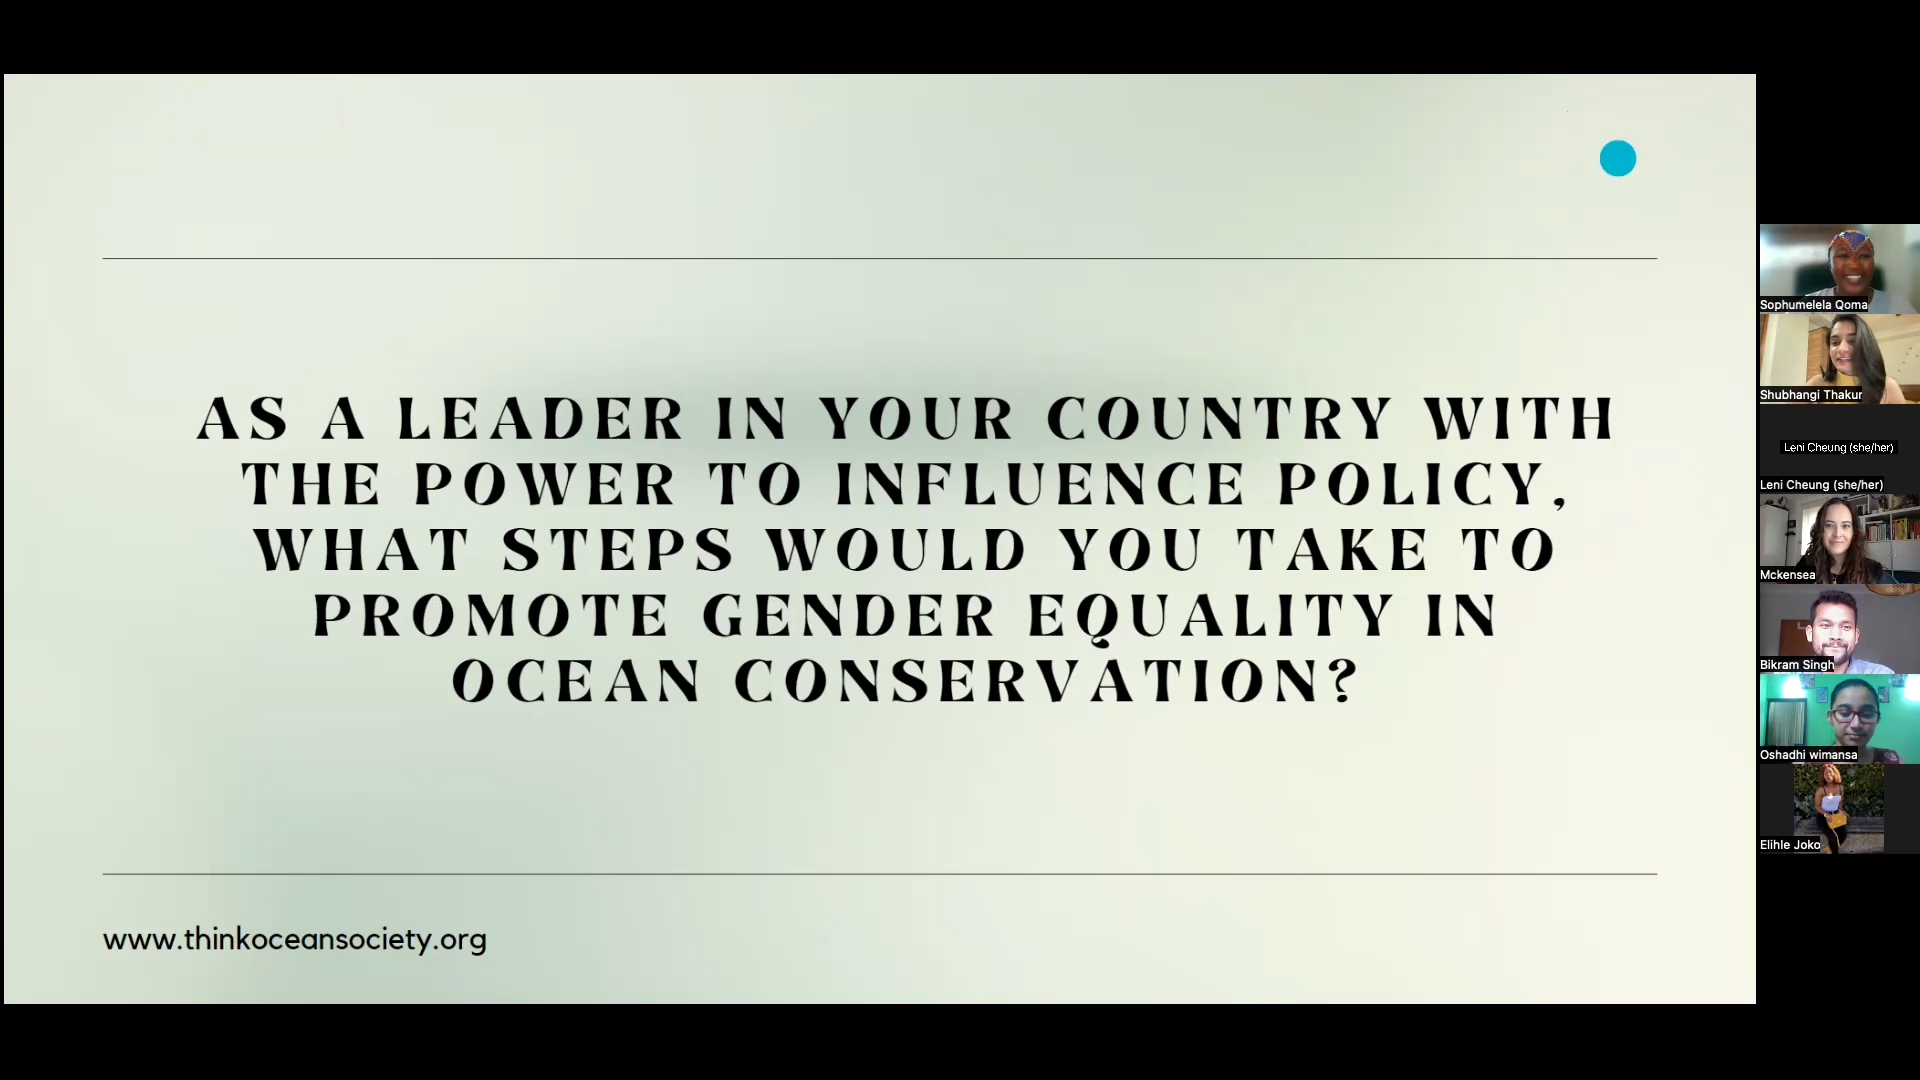 AS A LEADER IN YOUR COUNTRY WITH
THE POWER TO INFLUENCE POLICY,
WHAT STEPS WOULD YOU TAKE TO
PROMOTE GENDER EQUALITY IN
OCEAN CONSERVATION?
www.thinkoceansociety.org
Sophumelela Qoma
Shubhangi Thakur
Leni Cheung (she/her)
Leni Cheung (she/her)
Mckensea
Bikram Singh
Oshadhi wimansa
Elihle Joko